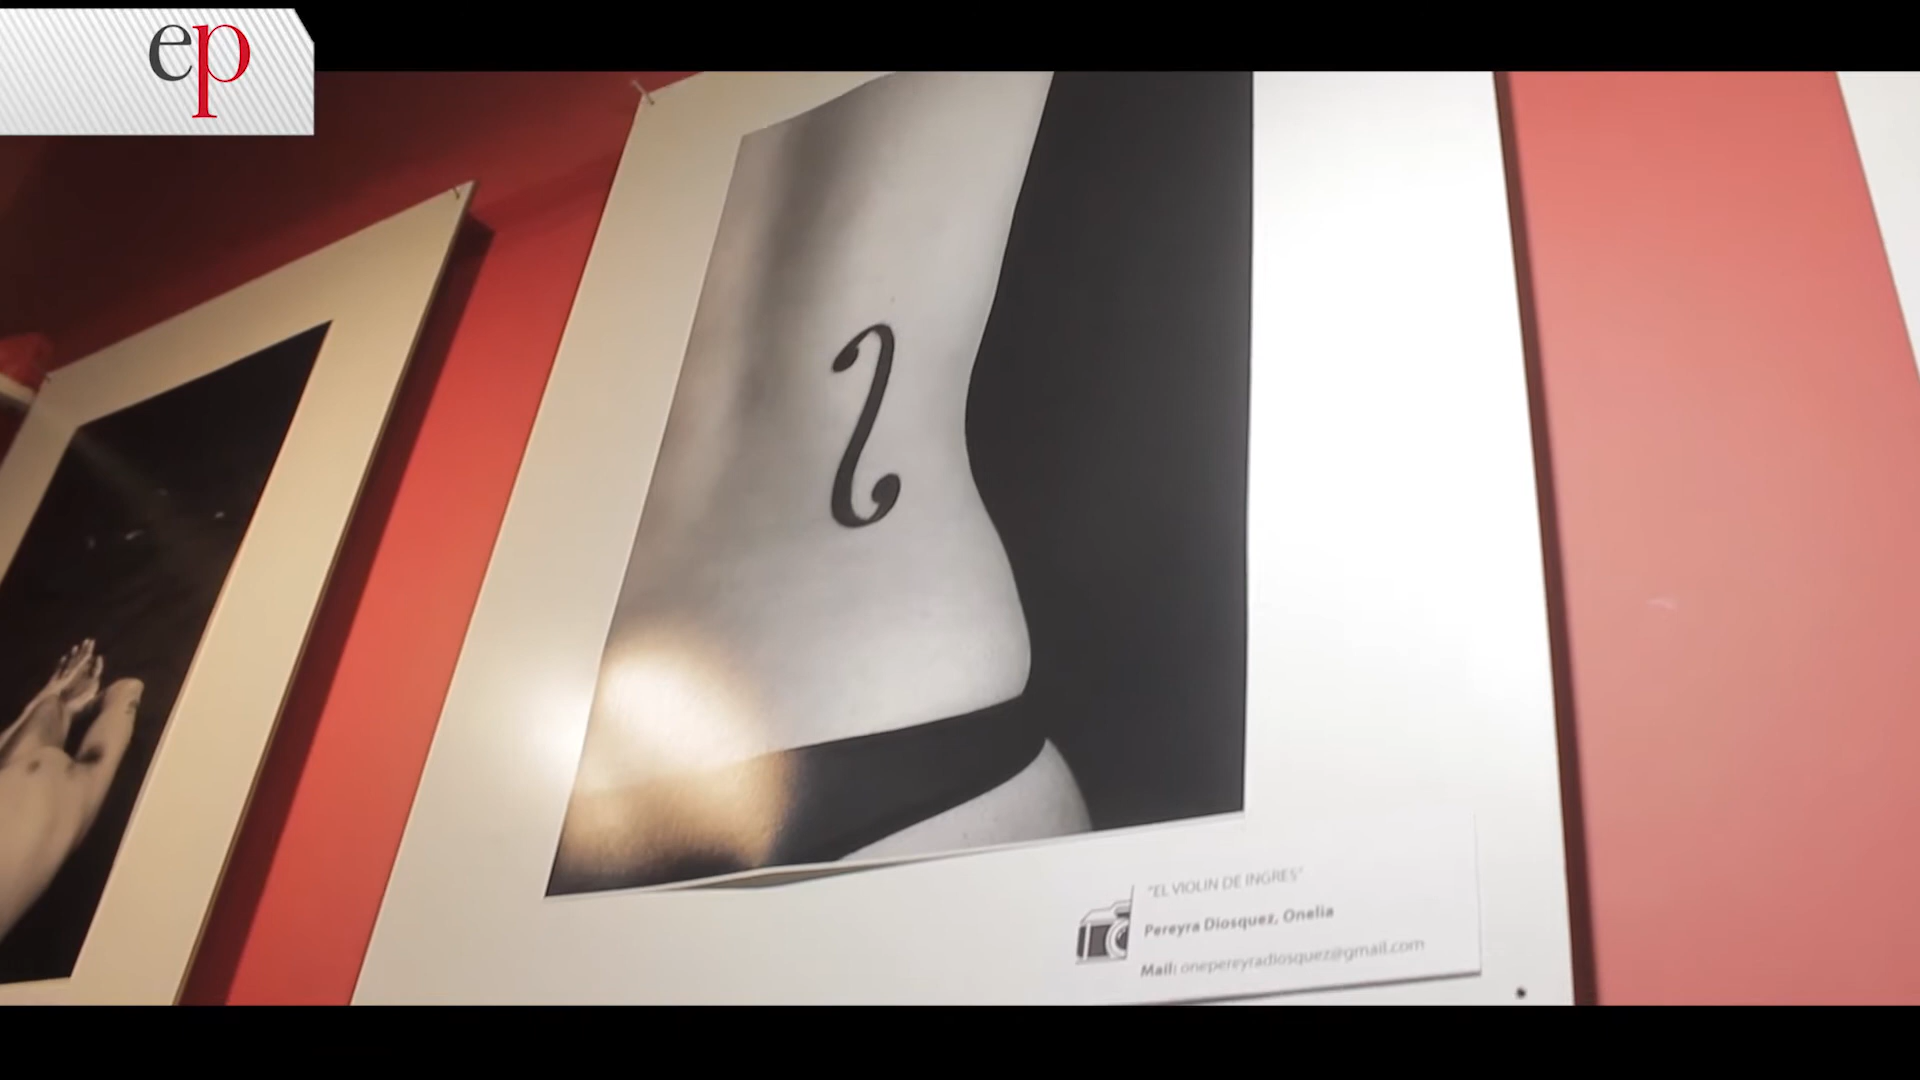 ep
"EL VIOLIN DE INGRES"
Pereyra Diosquez, Onelia
Mail: onepereyradiosquez@gmail.com